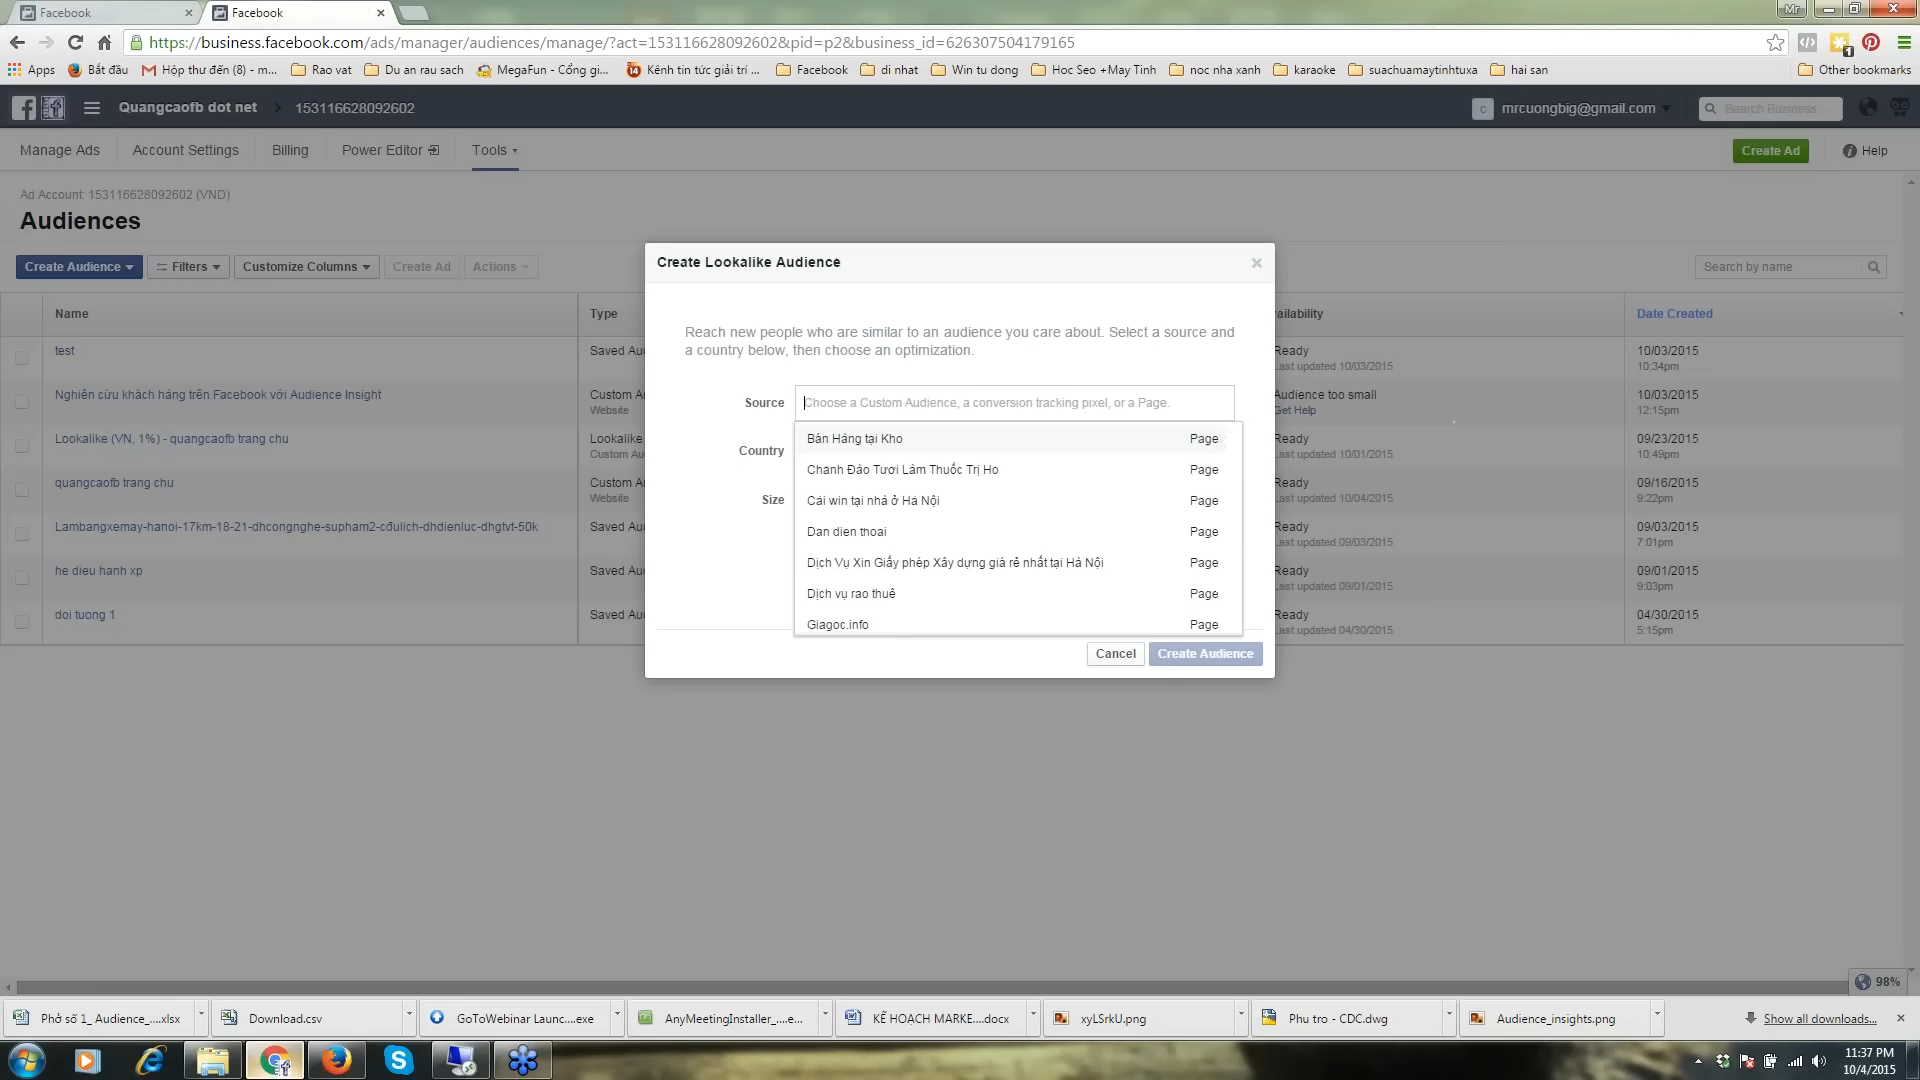 Facebook
Facebook
Mr
https://business.facebook.com/ads/manager/audiences/manage/?act=153116628092602&pid=p2&business_id=626307504179165
1
Apps
Bắt đầu
Hộp thư đến (8) - m...
Rao vat
Du an rau sach
MegaFun - Cổng gi...
Kênh tin tức giải trí ...
Facebook
di nhat
Win tu dong
Hoc Seo +May Tinh
noc nha xanh
karaoke
suachuamaytinhtuxa
hai san
Other bookmarks
Quangcaofb dot net > 153116628092602
c mrcuongbig@gmail.com
Search Business
Manage Ads
Account Settings
Billing
Power Editor
Tools
Create Ad
Help
Ad Account: 153116628092602 (VND)
Audiences
Create Audience
Filters
Customize Columns
Create Ad
Actions
Search by name
Name
Type
ailability
Date Created
test
Saved Au
Ready
Last updated 10/03/2015
10/03/2015
10:34pm
Nghiên cứu khách hàng trên Facebook với Audience Insight
Custom A
Website
Audience too small
Get Help
10/03/2015
12:15pm
Lookalike (VN, 1%) - quangcaofb trang chu
Lookalike
Custom Au
Ready
Last updated 10/01/2015
09/23/2015
10:49pm
quangcaofb trang chu
Custom A
Website
Ready
Last updated 10/04/2015
09/16/2015
9:22pm
Lambangxemay-hanoi-17km-18-21-dhcongnghe-supham2-cđulich-dhdienluc-dhgtvt-50k
Saved Au
Ready
Last updated 09/03/2015
09/03/2015
7:01pm
he dieu hanh xp
Saved Au
Ready
Last updated 09/01/2015
09/01/2015
9:03pm
doi tuong 1
Saved Au
Ready
Last updated 04/30/2015
04/30/2015
5:15pm
Create Lookalike Audience
Reach new people who are similar to an audience you care about. Select a source and
a country below, then choose an optimization.
Source
Choose a Custom Audience, a conversion tracking pixel, or a Page.
Country
Size
Bán Hàng tại Kho Page
Chanh Đào Tươi Làm Thuốc Trị Ho Page
Cài win tại nhà ở Hà Nội Page
Dan dien thoai Page
Dịch Vụ Xin Giấy phép Xây dựng giá rẻ nhất tại Hà Nội Page
Dịch vụ rao thuê Page
Giagoc.info Page
Cancel
Create Audience
98%
Phở số 1_ Audience_....xlsx
Download.csv
GoToWebinar Launc....exe
AnyMeetingInstaller_....e...
KẾ HOẠCH MARKE....docx
xyLSrkU.png
Phu tro - CDC.dwg
Audience_insights.png
Show all downloads...
11:37 PM
10/4/2015